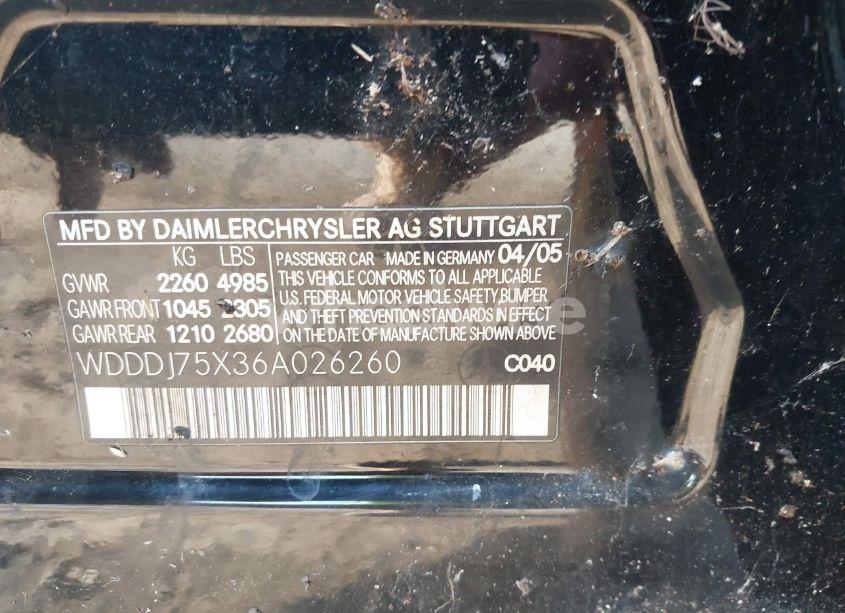 MFD BY DAIMLERCHRYSLER AG STUTTGART
KG LBS PASSENGER CAR MADE IN GERMANY 04/05
GVWR 2260 4985 THIS VEHICLE CONFORMS TO ALL APPLICABLE
U.S. FEDERAL MOTOR VEHICLE SAFETY, BUMPER
GAWR FRONT 1045 2305 AND THEFT PREVENTION STANDARDS IN EFFECT
GAWR REAR 1210 2680 ON THE DATE OF MANUFACTURE SHOWN ABOVE
WDDDJ75X36A026260 C040